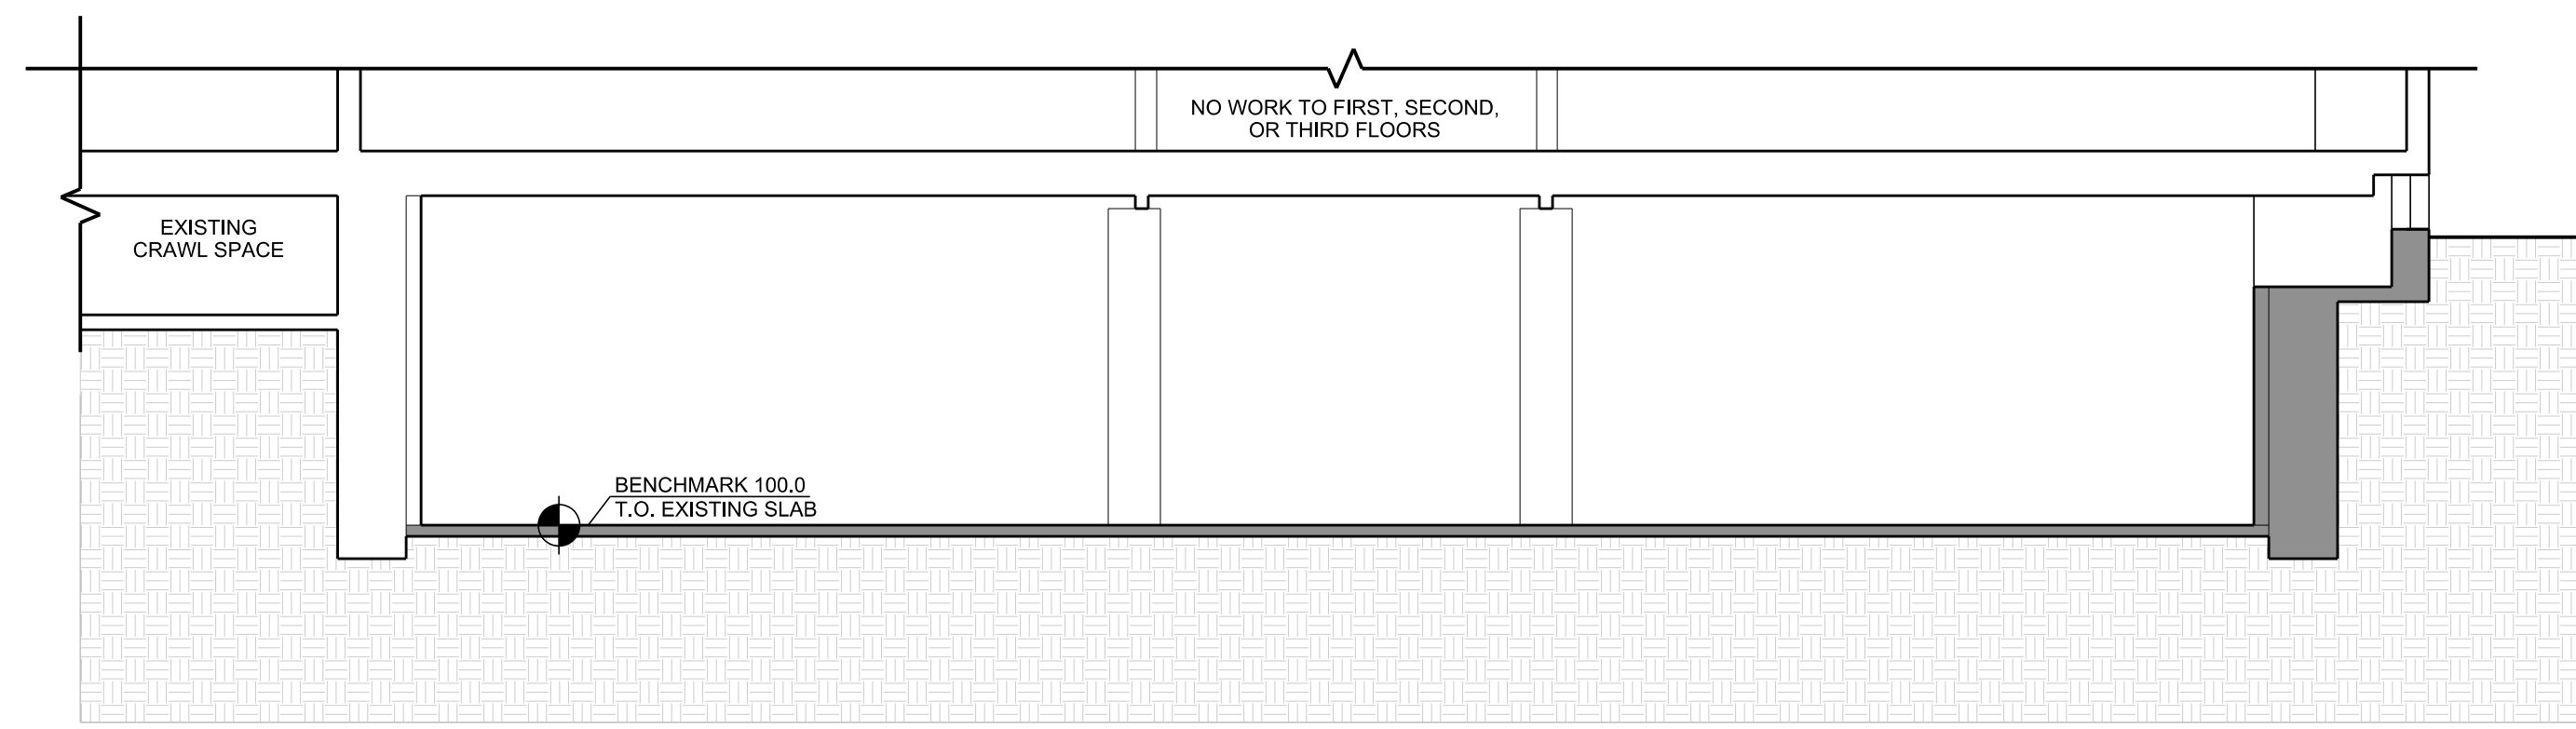 NO WORK TO FIRST, SECOND,
OR THIRD FLOORS
EXISTING
CRAWL SPACE
BENCHMARK 100.0
T.O. EXISTING SLAB